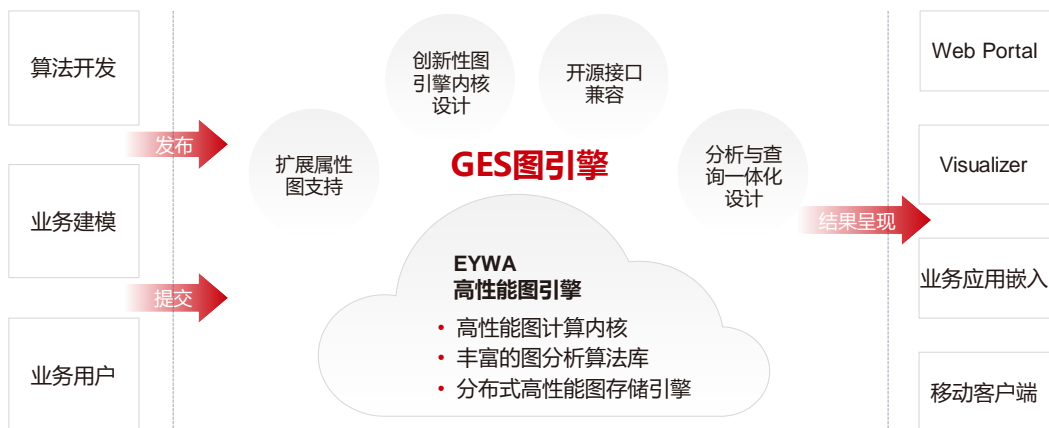 算法开发
业务建模
业务用户
发布
提交
扩展属性
图支持
创新性图
引擎内核
设计
开源接口
兼容
分析与查
询一体化
设计
GES图引擎
EYWA
高性能图引擎
• 高性能图计算内核
• 丰富的图分析算法库
• 分布式高性能图存储引擎
结果呈现
Web Portal
Visualizer
业务应用嵌入
移动客户端